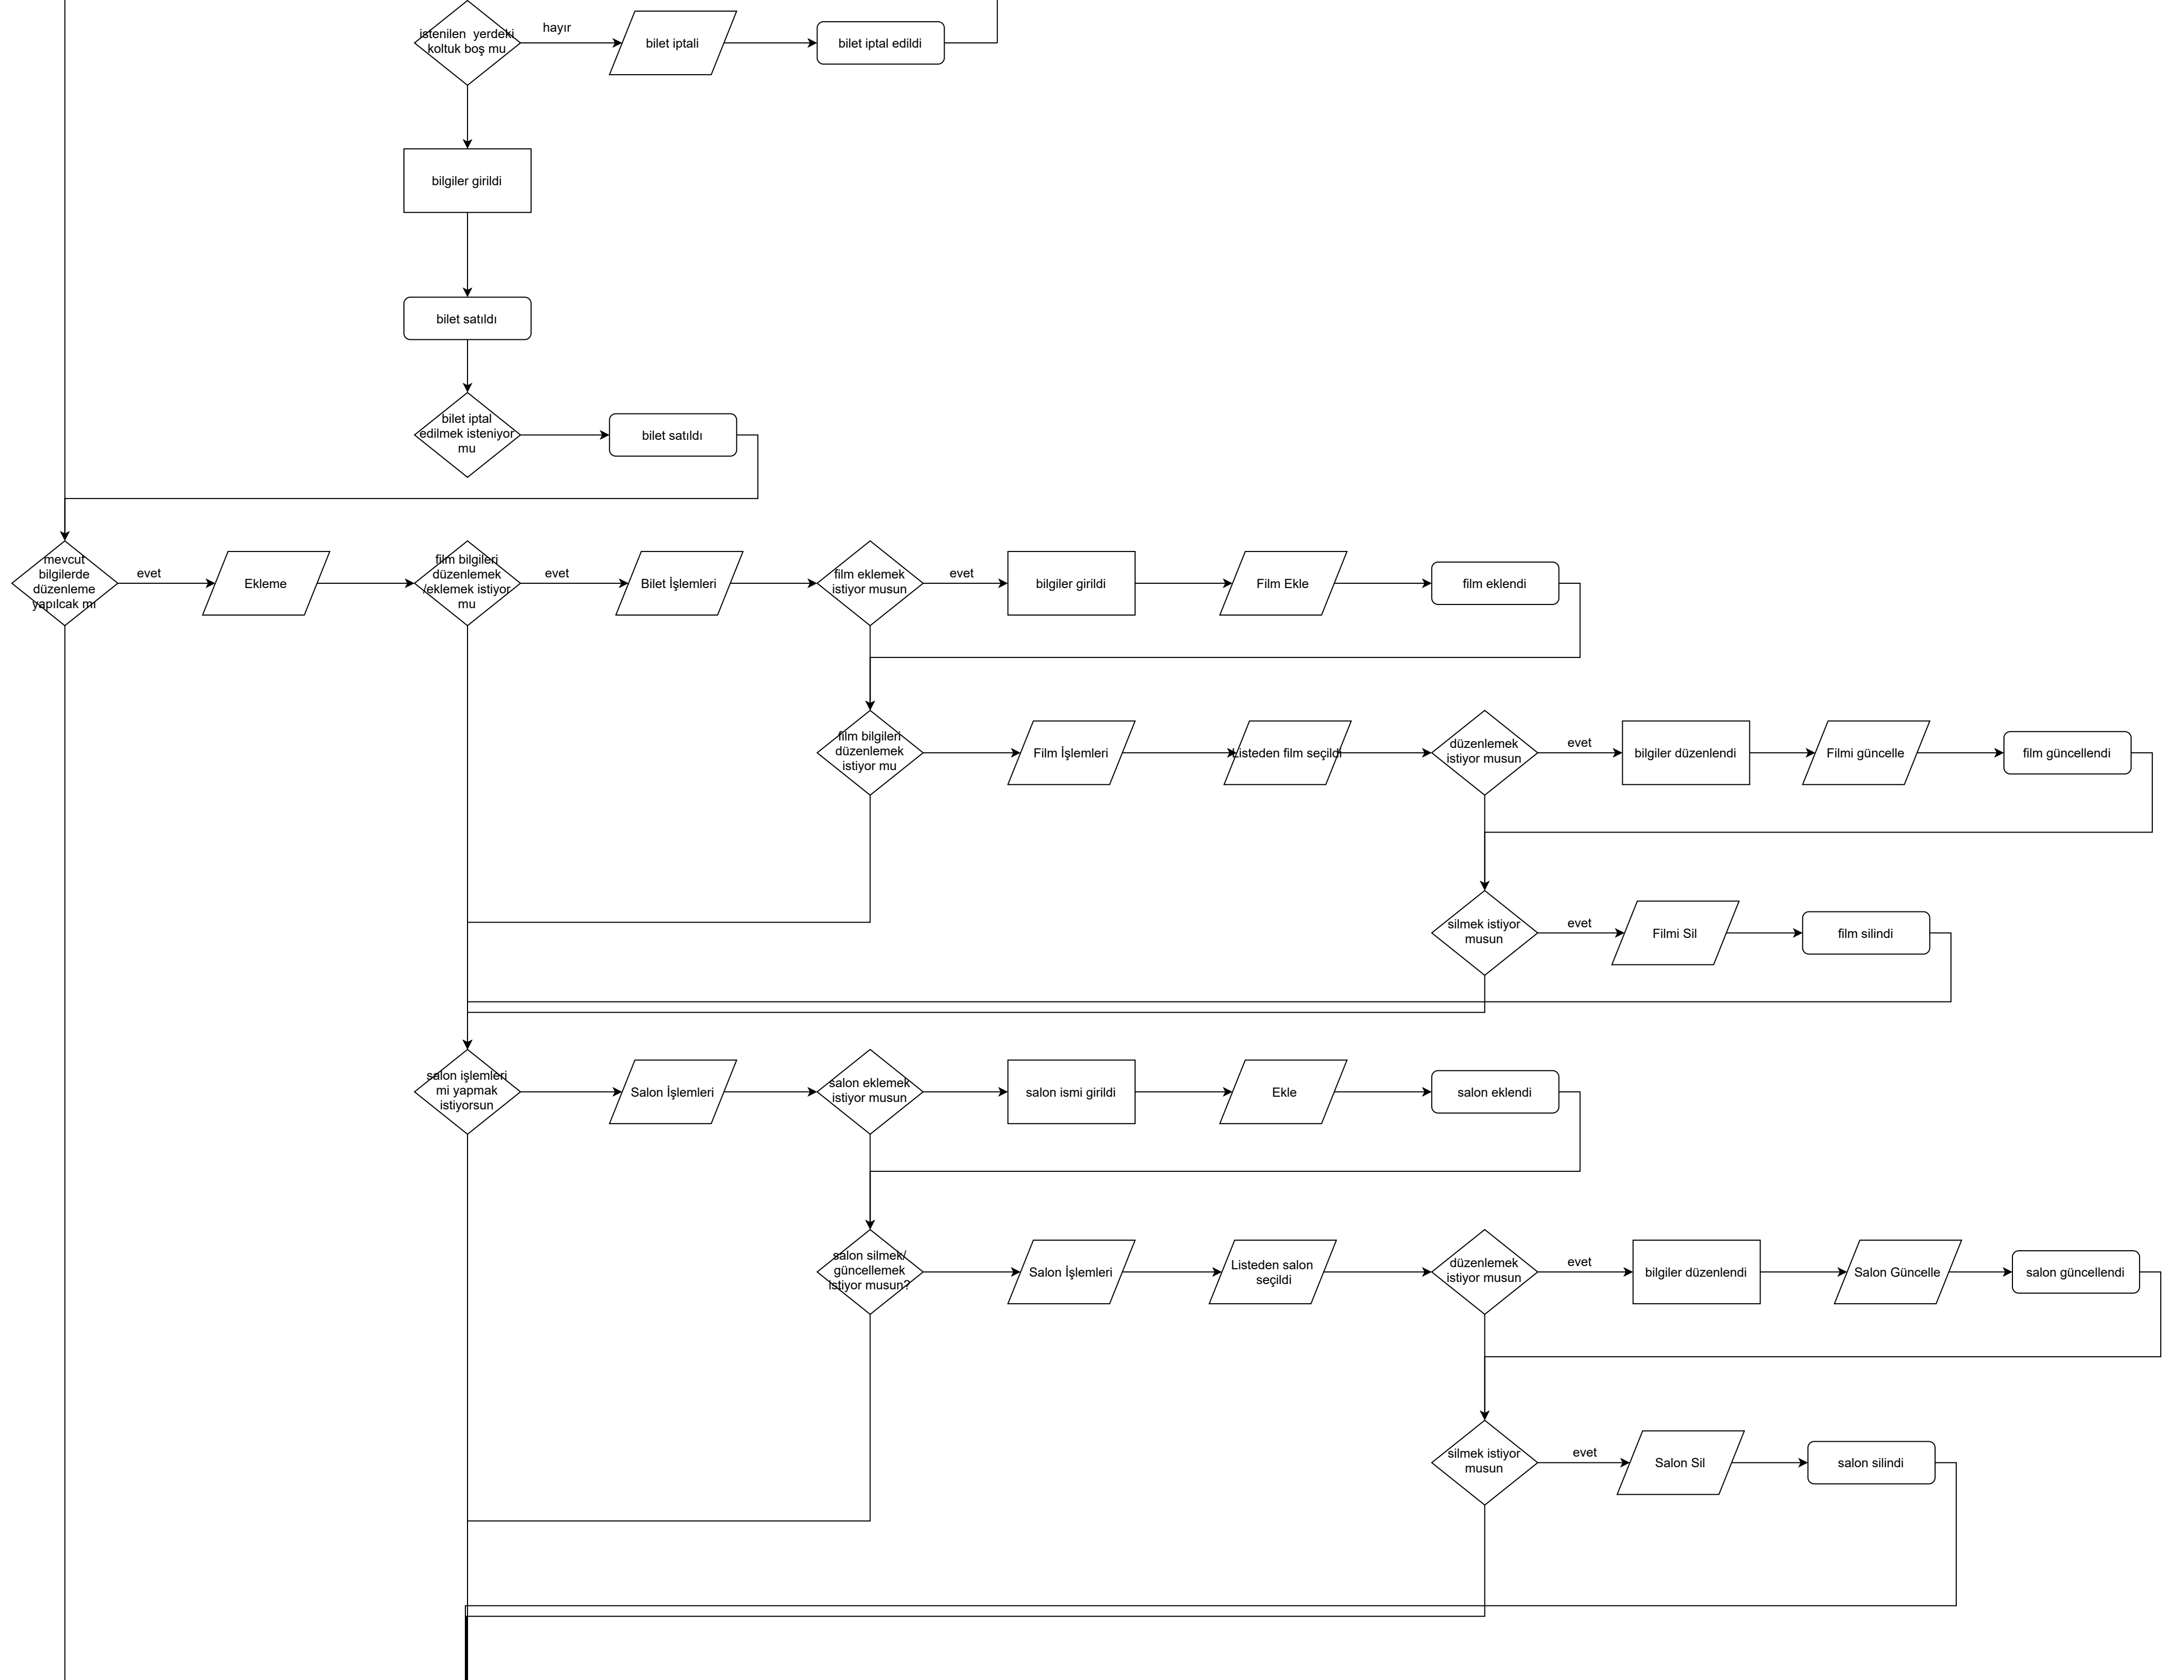 istenilen  yerdeki
koltuk boş mu
hayır
bilet iptali
bilet iptal edildi
bilgiler girildi
bilet satıldı
bilet iptal
edilmek isteniyor
mu
bilet satıldı
mevcut
bilgilerde
düzenleme
yapılcak mı
evet
Ekleme
film bilgileri
düzenlemek
/eklemek istiyor
mu
evet
Bilet İşlemleri
film eklemek
istiyor musun
evet
bilgiler girildi
Film Ekle
film eklendi
film bilgileri
düzenlemek
istiyor mu
Film İşlemleri
Listeden film seçildi
düzenlemek
istiyor musun
evet
bilgiler düzenlendi
Filmi güncelle
film güncellendi
silmek istiyor
musun
evet
Filmi Sil
film silindi
salon işlemleri
mi yapmak
istiyorsun
Salon İşlemleri
salon eklemek
istiyor musun
salon ismi girildi
Ekle
salon eklendi
salon silmek/
güncellemek
istiyor musun?
Salon İşlemleri
Listeden salon
seçildi
düzenlemek
istiyor musun
evet
bilgiler düzenlendi
Salon Güncelle
salon güncellendi
silmek istiyor
musun
evet
Salon Sil
salon silindi